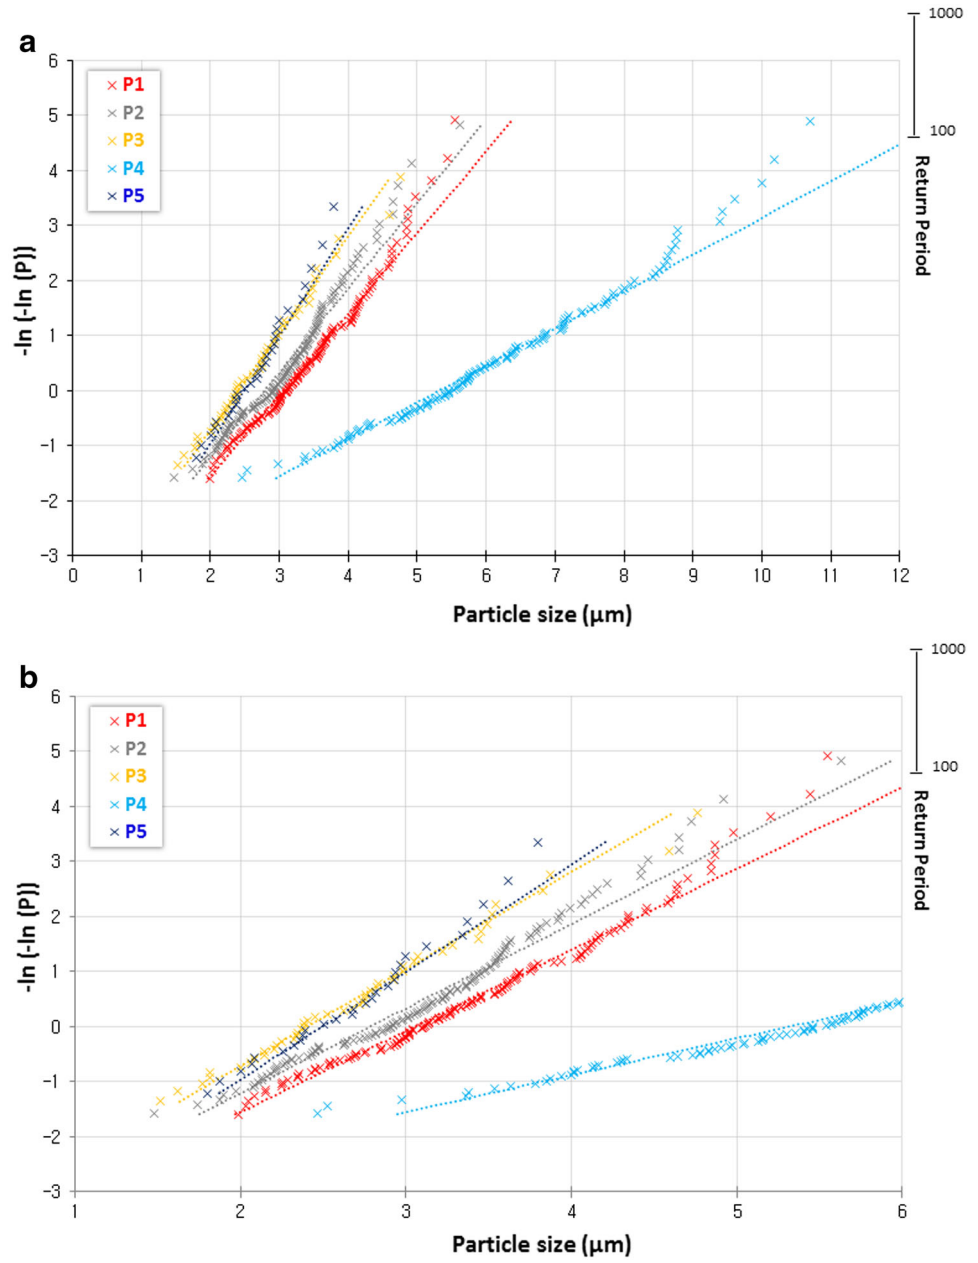 a
1000
100
Return Period
6
5
4
3
2
1
0
−1
−2
−3
-ln (-ln (P))
P1
P2
P3
P4
P5
0 1 2 3 4 5 6 7 8 9 10 11 12
Particle size (μm)
b
1000
100
Return Period
6
5
4
3
2
1
0
−1
−2
−3
-ln (-ln (P))
P1
P2
P3
P4
P5
1 2 3 4 5 6
Particle size (μm)